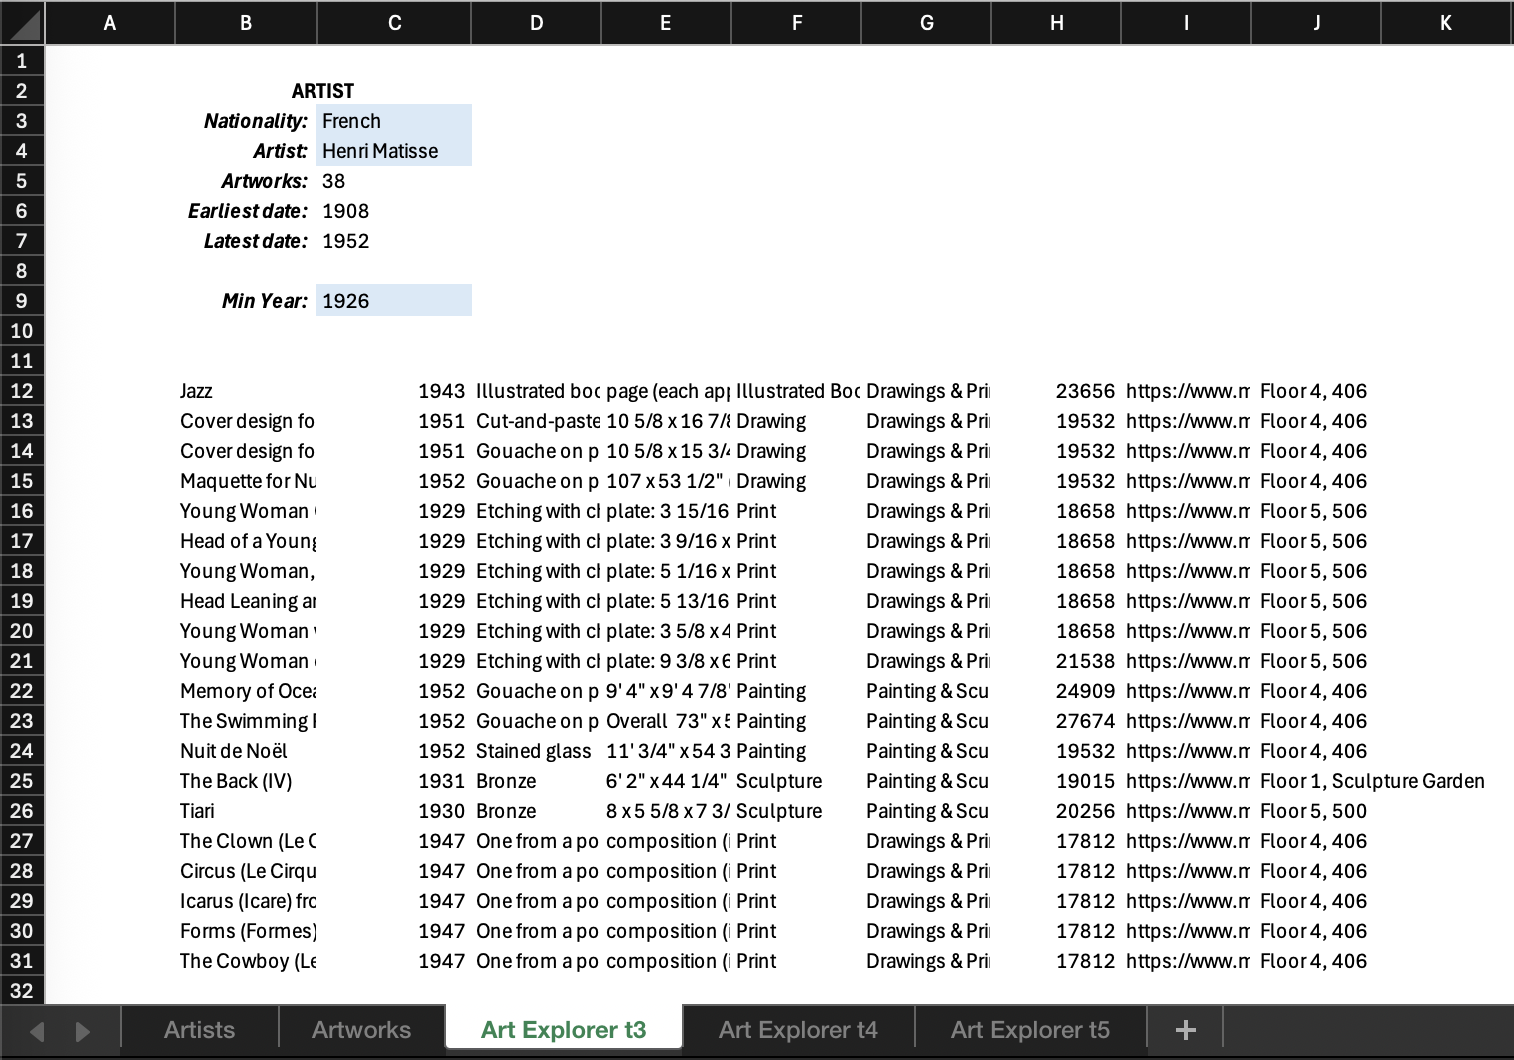 A B C D E F G H I J K
1
2 ARTIST
3 Nationality: French
4 Artist: Henri Matisse
5 Artworks: 38
6 Earliest date: 1908
7 Latest date: 1952
8
9 Min Year: 1926
10
11
12 Jazz 1943 Illustrated boo page (each app Illustrated Boo Drawings & Prin 23656 https://www.m Floor 4, 406
13 Cover design fo 1951 Cut-and-paste 10 5/8 x 16 7/8 Drawing Drawings & Prin 19532 https://www.m Floor 4, 406
14 Cover design fo 1951 Gouache on p 10 5/8 x 15 3/4 Drawing Drawings & Prin 19532 https://www.m Floor 4, 406
15 Maquette for Nu 1952 Gouache on p 107 x 53 1/2" ( Drawing Drawings & Prin 19532 https://www.m Floor 4, 406
16 Young Woman 1929 Etching with ch plate: 3 15/16 Print Drawings & Prin 18658 https://www.m Floor 5, 506
17 Head of a Young 1929 Etching with ch plate: 3 9/16 x Print Drawings & Prin 18658 https://www.m Floor 5, 506
18 Young Woman, 1929 Etching with ch plate: 5 1/16 x Print Drawings & Prin 18658 https://www.m Floor 5, 506
19 Head Leaning an 1929 Etching with ch plate: 5 13/16 Print Drawings & Prin 18658 https://www.m Floor 5, 506
20 Young Woman w 1929 Etching with ch plate: 3 5/8 x 4 Print Drawings & Prin 18658 https://www.m Floor 5, 506
21 Young Woman 1929 Etching with ch plate: 9 3/8 x 6 Print Drawings & Prin 21538 https://www.m Floor 5, 506
22 Memory of Ocea 1952 Gouache on p 9' 4" x 9' 4 7/8" Painting Painting & Scu 24909 https://www.m Floor 4, 406
23 The Swimming P 1952 Gouache on p Overall 73" x 5 Painting Painting & Scu 27674 https://www.m Floor 4, 406
24 Nuit de Noël 1952 Stained glass 11' 3/4" x 54 3 Painting Painting & Scu 19532 https://www.m Floor 4, 406
25 The Back (IV) 1931 Bronze 6' 2" x 44 1/4" Sculpture Painting & Scu 19015 https://www.m Floor 1, Sculpture Garden
26 Tiari 1930 Bronze 8 x 5 5/8 x 7 3/ Sculpture Painting & Scu 20256 https://www.m Floor 5, 500
27 The Clown (Le C 1947 One from a po composition (i Print Drawings & Prin 17812 https://www.m Floor 4, 406
28 Circus (Le Cirqu 1947 One from a po composition (i Print Drawings & Prin 17812 https://www.m Floor 4, 406
29 Icarus (Icare) fro 1947 One from a po composition (i Print Drawings & Prin 17812 https://www.m Floor 4, 406
30 Forms (Formes) 1947 One from a po composition (i Print Drawings & Prin 17812 https://www.m Floor 4, 406
31 The Cowboy (Le 1947 One from a po composition (i Print Drawings & Prin 17812 https://www.m Floor 4, 406
32
Artists Artworks Art Explorer t3 Art Explorer t4 Art Explorer t5 +